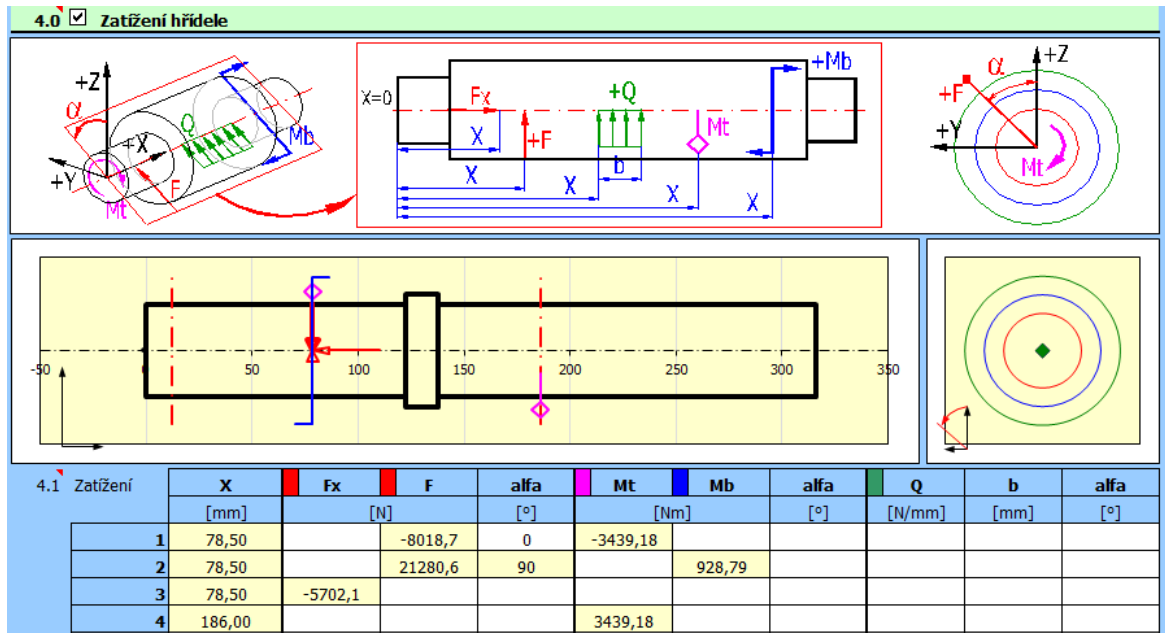 4.0 Zatížení hřídele
+Z
α
Q
+X
Mb
+Y
F
Mt
X=0
Fx
X
+F
X
+Q
b
X
Mt
X
+Mb
X
+Z
α
+F
+Y
Mt
-50 0 50 100 150 200 250 300 350
4.1 Zatížení X Fx F alfa Mt Mb alfa Q b alfa
[mm] [N] [°] [Nm] [°] [N/mm] [mm] [°]
1 78,50 -8018,7 0 -3439,18
2 78,50 21280,6 90 928,79
3 78,50 -5702,1
4 186,00 3439,18